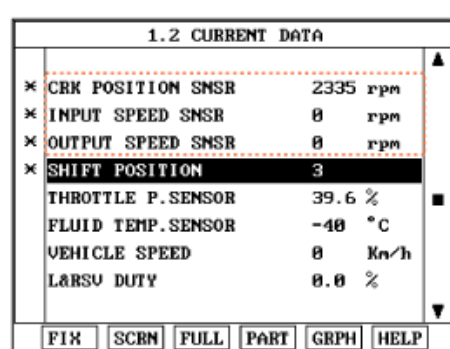 1.2 CURRENT DATA
* CRK POSITION SNSR 2335 rpm
* INPUT SPEED SNSR 0 rpm
* OUTPUT SPEED SNSR 0 rpm
* SHIFT POSITION 3
THROTTLE P.SENSOR 39.6 %
FLUID TEMP.SENSOR -40 °C
VEHICLE SPEED 0 Km/h
L&RSV DUTY 0.0 %
FIX SCRN FULL PART GRPH HELP